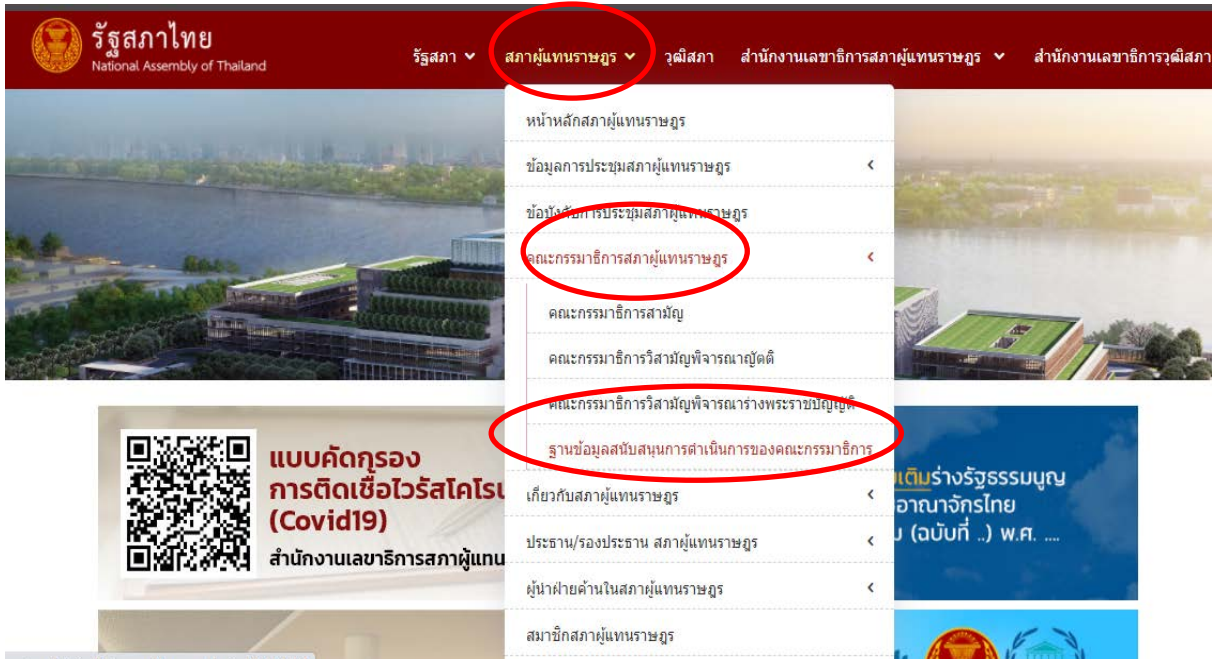 รัฐสภาไทย
National Assembly of Thailand
รัฐสภา สภาผู้แทนราษฎร วุฒิสภา สำนักงานเลขาธิการสภาผู้แทนราษฎร สำนักงานเลขาธิการวุฒิสภา
หน้าหลักสภาผู้แทนราษฎร
ข้อมูลการประชุมสภาผู้แทนราษฎร
ข้อบังคับการประชุมสภาผู้แทนราษฎร
คณะกรรมาธิการสภาผู้แทนราษฎร
คณะกรรมาธิการสามัญ
คณะกรรมาธิการวิสามัญพิจารณาญัตติ
คณะกรรมาธิการวิสามัญพิจารณาร่างพระราชบัญญัติ
ฐานข้อมูลสนับสนุนการดำเนินการของคณะกรรมาธิการ
เกี่ยวกับสภาผู้แทนราษฎร
ประธาน/รองประธาน สภาผู้แทนราษฎร
ผู้นำฝ่ายค้านในสภาผู้แทนราษฎร
สมาชิกสภาผู้แทนราษฎร
แบบคัดกรอง
การติดเชื้อไวรัสโคโร
(Covid19)
สำนักงานเลขาธิการสภาผู้แทน
เติมร่างรัฐธรรมนูญ
อาณาจักรไทย
(ฉบับที่ ..) พ.ศ. ....